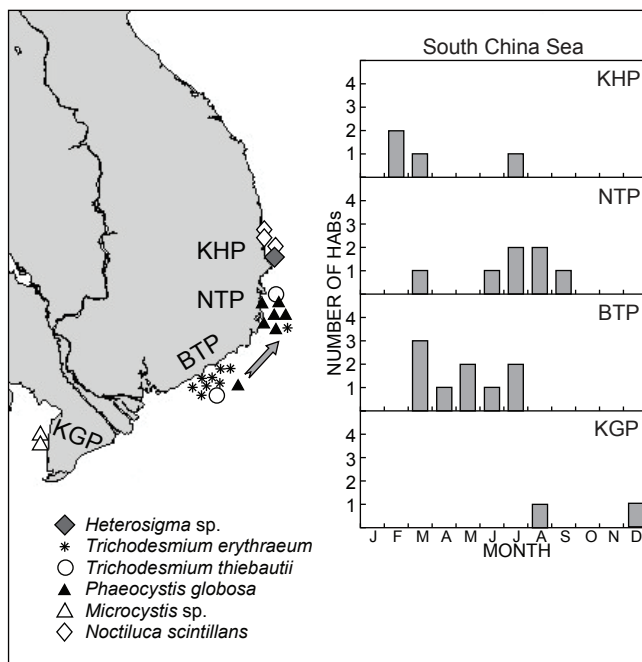 South China Sea
KHP
NTP
BTP
KGP
Heterosigma sp.
Trichodesmium erythraeum
Trichodesmium thiebautii
Phaeocystis globosa
Microcystis sp.
Noctiluca scintillans
NUMBER OF HABs
4
3
2
1
KHP
4
3
2
1
NTP
4
3
2
1
BTP
4
3
2
1
KGP
J F M A M J J A S O N D
MONTH